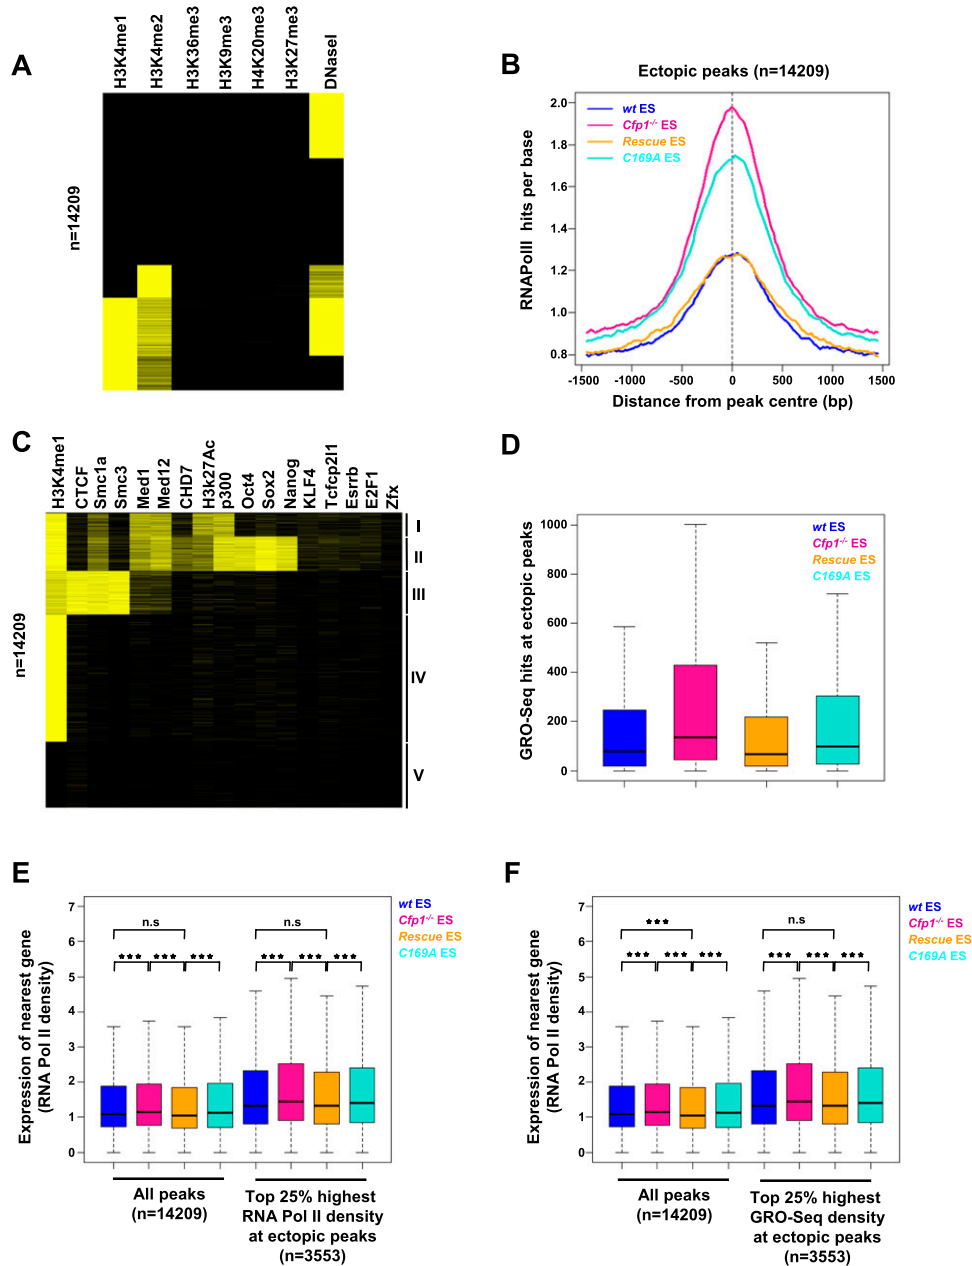 A
H3K4me1
H3K4me2
H3K36me3
H3K9me3
H4K20me3
H3K27me3
DNaseI
n=14209
B
Ectopic peaks (n=14209)
RNAPolII hits per base
2.0
1.8
1.6
1.4
1.2
1.0
0.8
wt ES
Cfp1-/- ES
Rescue ES
C169A ES
-1500
-1000
-500
0
500
1000
1500
Distance from peak centre (bp)
C
H3K4me1
CTCF
Smc1a
Smc3
Med1
Med12
CHD7
H3k27Ac
p300
Oct4
Sox2
Nanog
KLF4
Tcfcp2l1
Esrrb
E2F1
Zfx
n=14209
I
II
III
IV
V
D
GRO-Seq hits at ectopic peaks
1000
800
600
400
200
0
wt ES
Cfp1-/- ES
Rescue ES
C169A ES
E
Expression of nearest gene
(RNA Pol II density)
7
6
5
4
3
2
1
0
n.s
n.s
*** *** *** *** *** ***
wt ES
Cfp1-/- ES
Rescue ES
C169A ES
All peaks
(n=14209)
Top 25% highest
RNA Pol II density
at ectopic peaks
(n=3553)
F
Expression of nearest gene
(RNA Pol II density)
7
6
5
4
3
2
1
0
***
n.s
*** *** *** *** *** ***
wt ES
Cfp1-/- ES
Rescue ES
C169A ES
All peaks
(n=14209)
Top 25% highest
GRO-Seq density
at ectopic peaks
(n=3553)